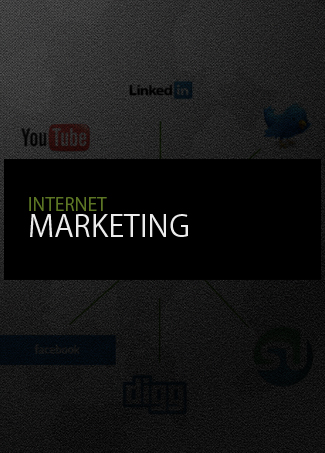 LinkedIn
YouTube
INTERNET
MARKETING
facebook
digg